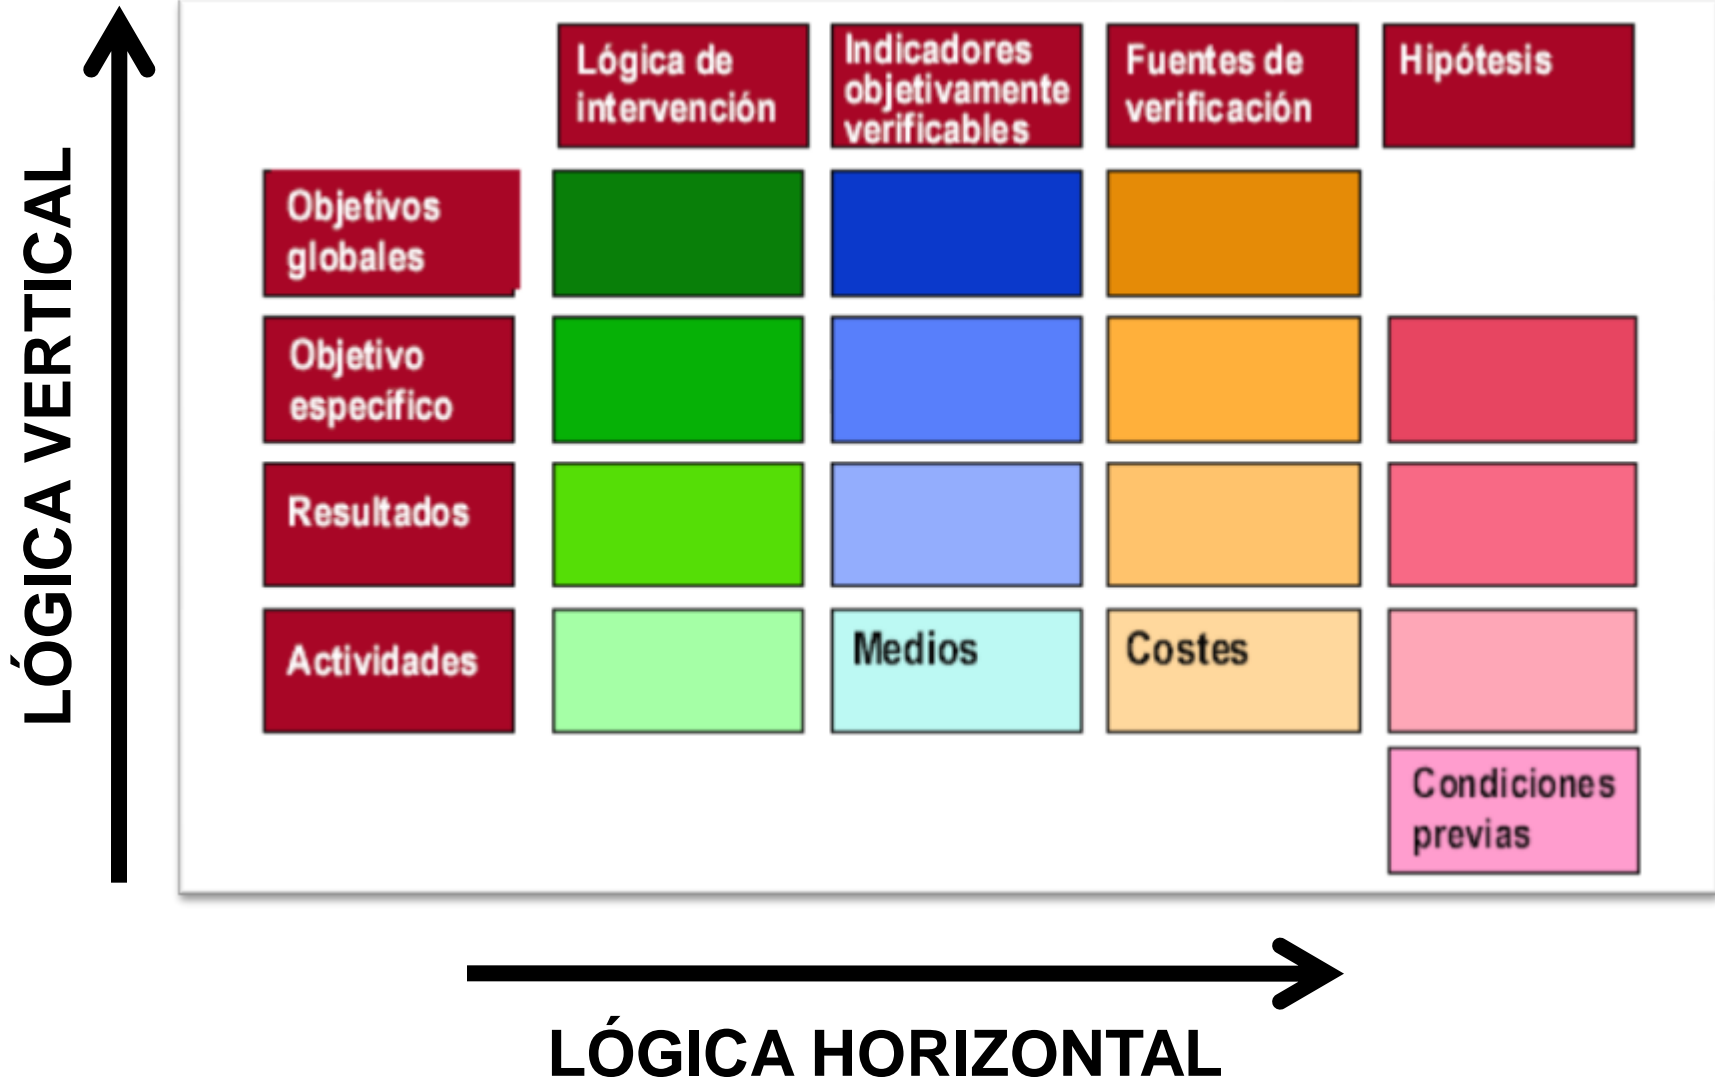 LÓGICA VERTICAL
Lógica de
intervención
Indicadores
objetivamente
verificables
Fuentes de
verificación
Hipótesis
Objetivos
globales
Objetivo
específico
Resultados
Actividades
Medios
Costes
Condiciones
previas
LÓGICA HORIZONTAL